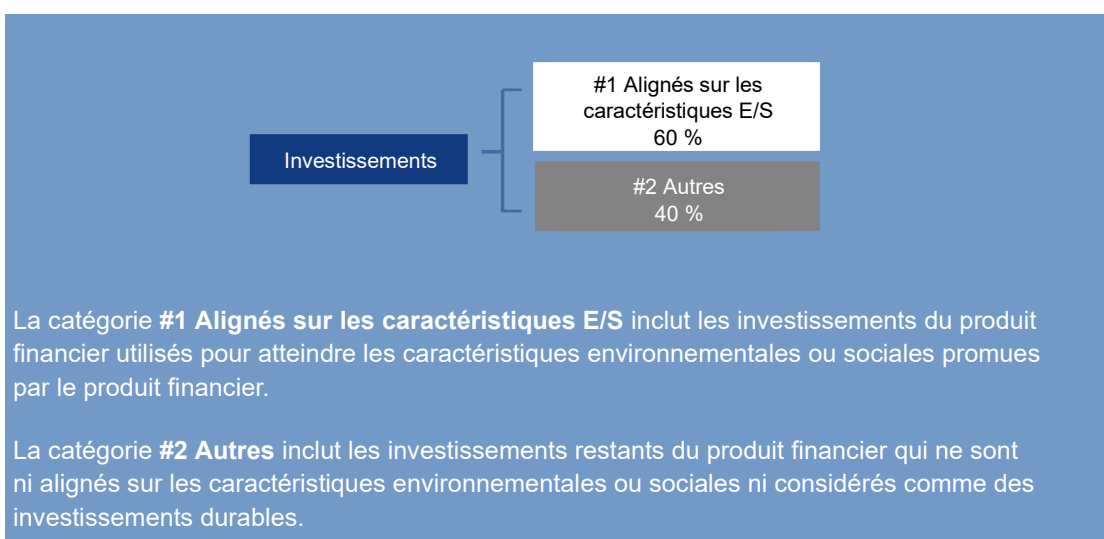 #1 Alignés sur les
caractéristiques E/S
60 %
Investissements
#2 Autres
40 %
La catégorie #1 Alignés sur les caractéristiques E/S inclut les investissements du produit
financier utilisés pour atteindre les caractéristiques environnementales ou sociales promues
par le produit financier.
La catégorie #2 Autres inclut les investissements restants du produit financier qui ne sont
ni alignés sur les caractéristiques environnementales ou sociales ni considérés comme des
investissements durables.